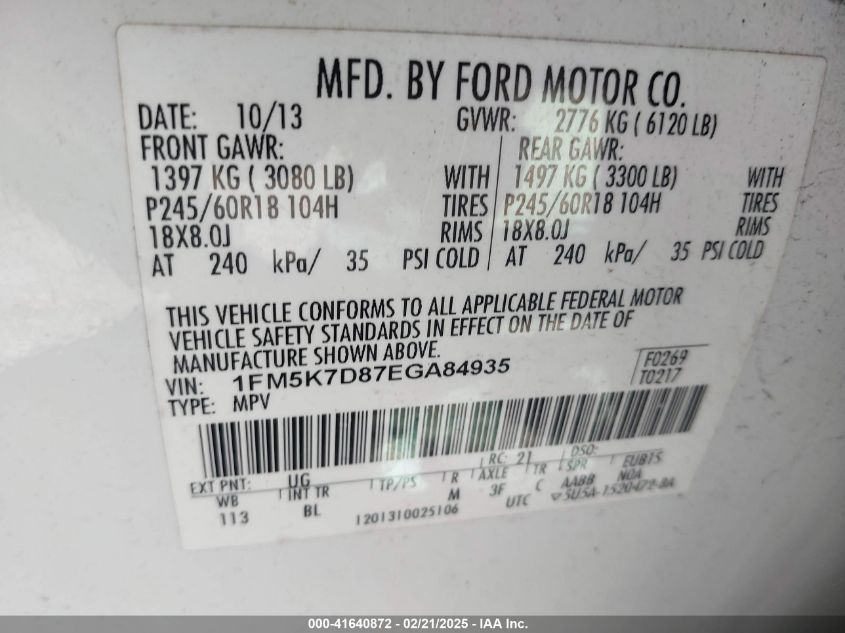 MFD. BY FORD MOTOR CO.
DATE: 10/13 GVWR: 2776 KG ( 6120 LB)
FRONT GAWR: REAR GAWR:
1397 KG ( 3080 LB) WITH 1497 KG ( 3300 LB) WITH
P245/60R18 104H TIRES P245/60R18 104H TIRES
18X8.0J RIMS 18X8.0J RIMS
AT 240 kPa/ 35 PSI COLD AT 240 kPa/ 35 PSI COLD
THIS VEHICLE CONFORMS TO ALL APPLICABLE FEDERAL MOTOR
VEHICLE SAFETY STANDARDS IN EFFECT ON THE DATE OF
MANUFACTURE SHOWN ABOVE.
VIN: 1FM5K7D87EGA84935 F0269
TYPE: MPV T0217
EXT PNT: UG RC: 21 DSO:
WB INT TR TP/PS R AXLE TR SPR EUB15
113 BL M 3F C AABB NOA
1201310025106 UTC
000-41640872 - 02/21/2025 - IAA Inc.